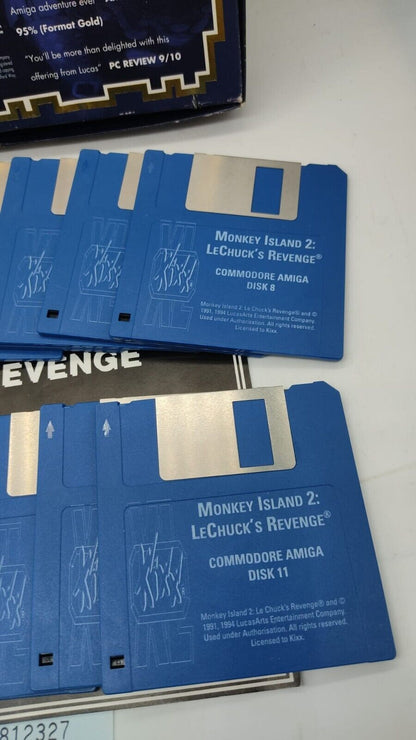 Amiga adventure ever
95% (Format Gold)
"You'll be more than delighted with this
offering from Lucas" PC REVIEW 9/10
MONKEY ISLAND 2:
LECHUCK'S REVENGE®
COMMODORE AMIGA
DISK 8
Monkey Island 2: Le Chuck's Revenge® and ©
1991, 1994 LucasArts Entertainment Company.
Used under Authorisation. All rights reserved.
Licensed to Kixx.
EVENGE
MONKEY ISLAND 2:
LECHUCK'S REVENGE®
COMMODORE AMIGA
DISK 11
Monkey Island 2: Le Chuck's Revenge® and ©
1991, 1994 LucasArts Entertainment Company.
Used under Authorisation. All rights reserved.
Licensed to Kixx.
812327